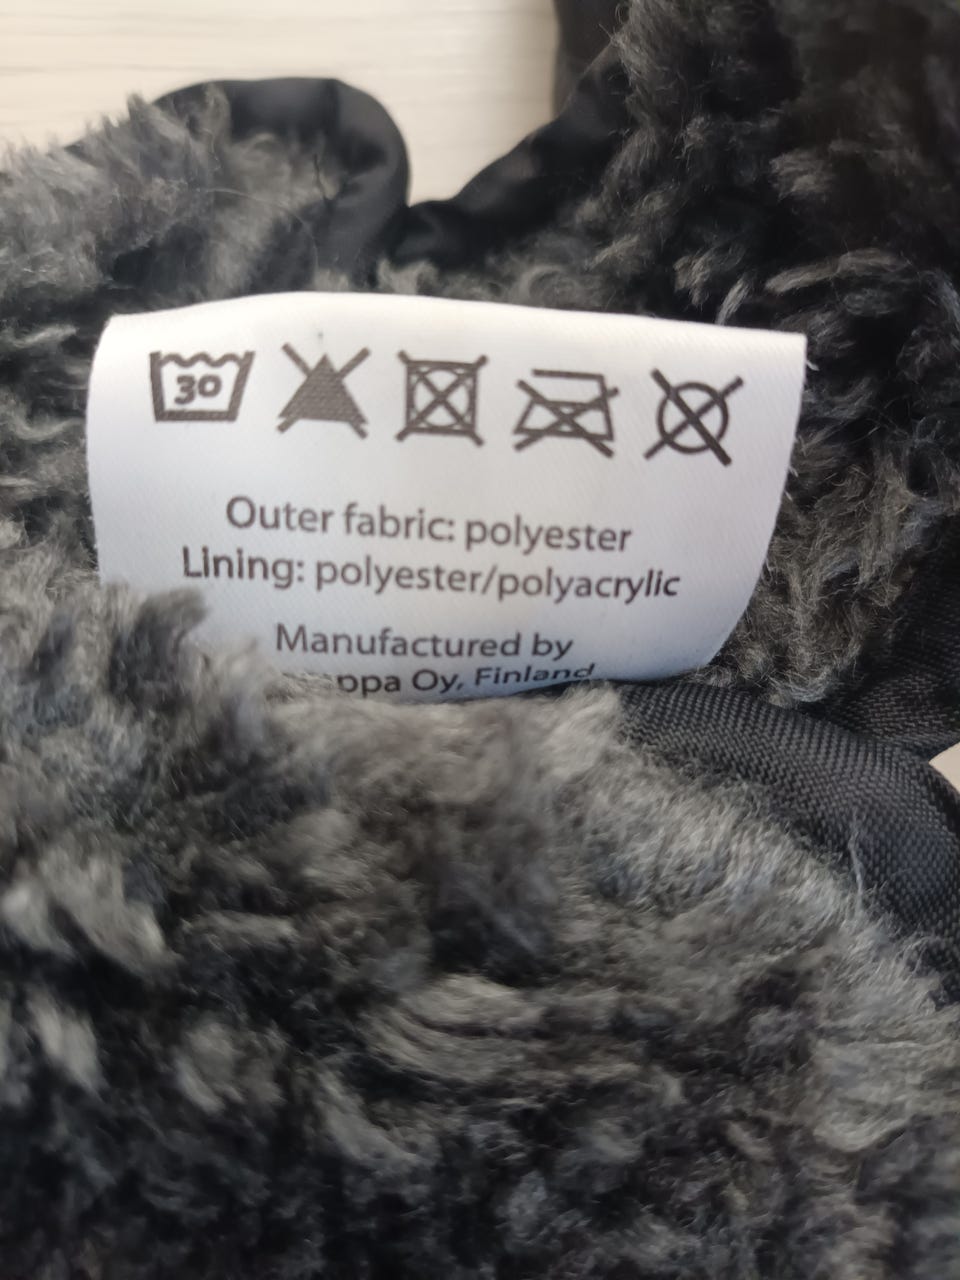 30
Outer fabric: polyester
Lining: polyester/polyacrylic
Manufactured by
Oy, Finland